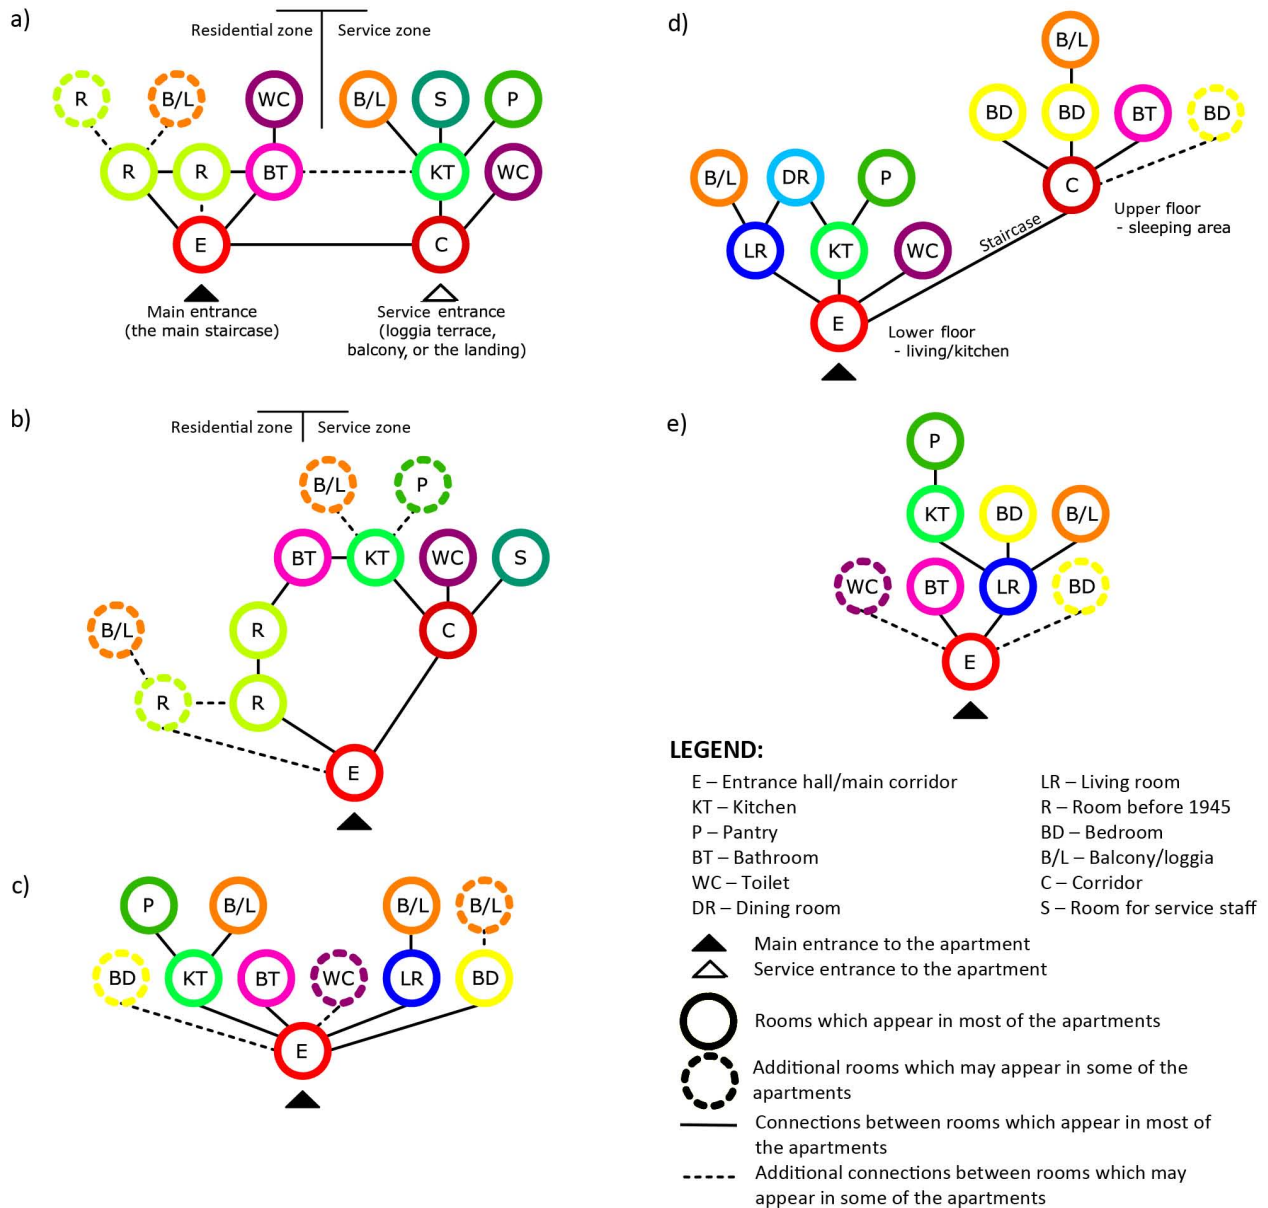 a)
Residential zone
Service zone
R
B/L
WC
B/L
S
P
R
R
BT
KT
WC
E
C
Main entrance
(the main staircase)
Service entrance
(loggia terrace,
balcony, or the landing)
b)
Residential zone
Service zone
B/L
P
BT
KT
WC
S
B/L
R
C
R
R
E
c)
P
B/L
B/L
B/L
BD
KT
BT
WC
LR
BD
E
d)
B/L
BD
BD
BT
BD
B/L
DR
P
C
Upper floor
- sleeping area
Staircase
LR
KT
WC
E
Lower floor
- living/kitchen
e)
P
KT
BD
B/L
WC
BT
LR
BD
E
LEGEND:
E – Entrance hall/main corridor
KT – Kitchen
P – Pantry
BT – Bathroom
WC – Toilet
DR – Dining room
LR – Living room
R – Room before 1945
BD – Bedroom
B/L – Balcony/loggia
C – Corridor
S – Room for service staff
Main entrance to the apartment
Service entrance to the apartment
Rooms which appear in most of the apartments
Additional rooms which may appear in some of the
apartments
Connections between rooms which appear in most of
the apartments
Additional connections between rooms which may
appear in some of the apartments